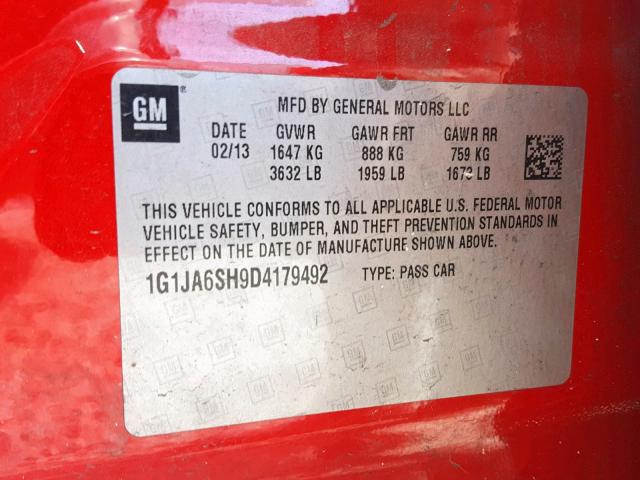 GM
MFD BY GENERAL MOTORS LLC
DATE GVWR GAWR FRT GAWR RR
02/13 1647 KG 888 KG 759 KG
3632 LB 1959 LB 1673 LB
THIS VEHICLE CONFORMS TO ALL APPLICABLE U.S. FEDERAL MOTOR
VEHICLE SAFETY, BUMPER, AND THEFT PREVENTION STANDARDS IN
EFFECT ON THE DATE OF MANUFACTURE SHOWN ABOVE.
1G1JA6SH9D4179492 TYPE: PASS CAR